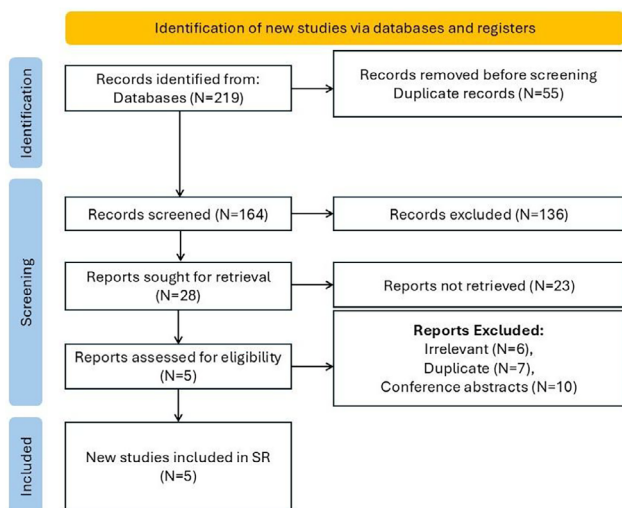 Identification of new studies via databases and registers
Identification
Records identified from:
Databases (N=219)
Records removed before screening
Duplicate records (N=55)
Screening
Records screened (N=164)
Records excluded (N=136)
Reports sought for retrieval
(N=28)
Reports not retrieved (N=23)
Reports assessed for eligibility
(N=5)
Reports Excluded:
Irrelevant (N=6),
Duplicate (N=7),
Conference abstracts (N=10)
Included
New studies included in SR
(N=5)